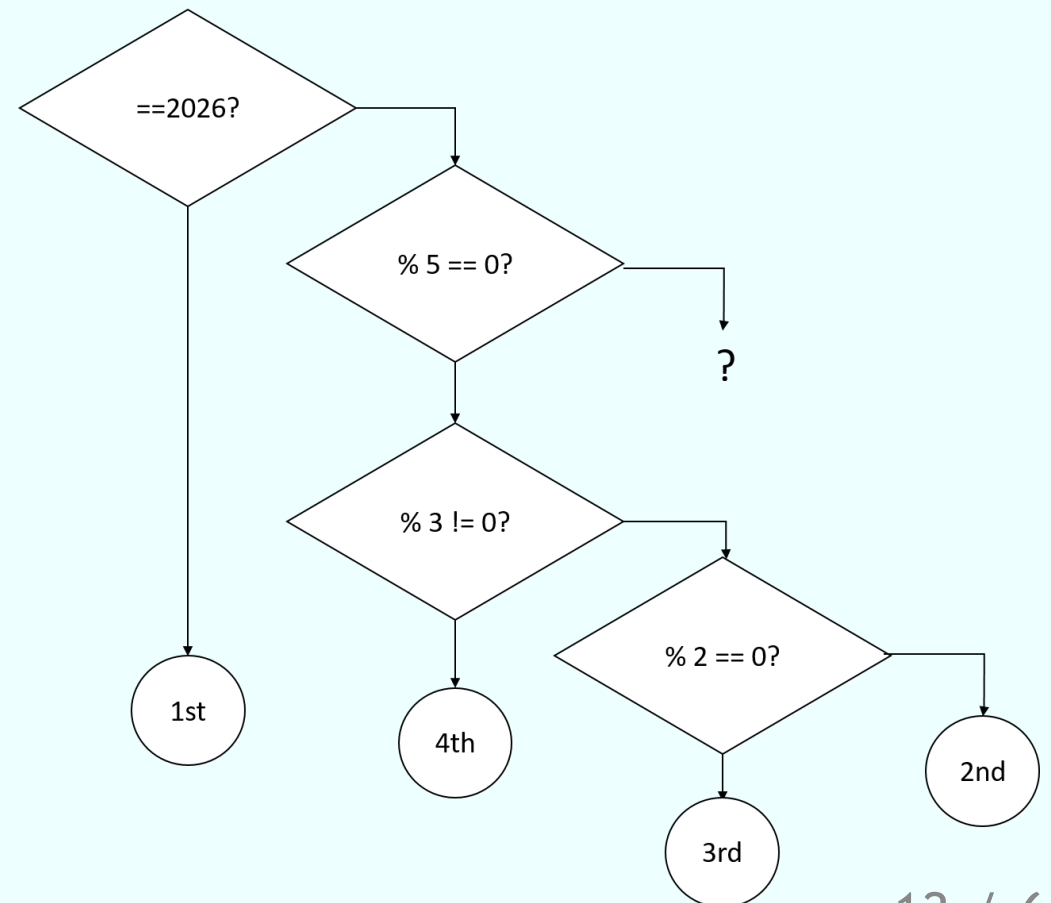 ==2026?
% 5 == 0?
?
% 3 != 0?
% 2 == 0?
1st
4th
2nd
3rd